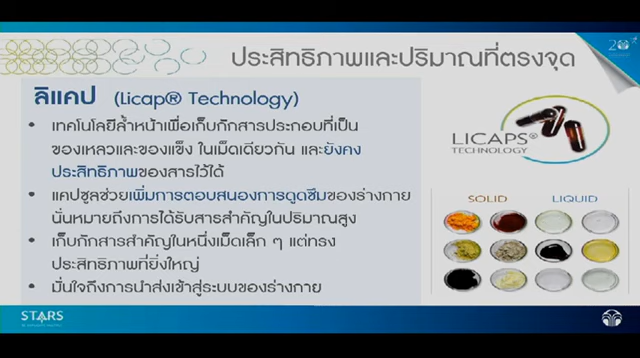 20
ประสิทธิภาพและปริมาณที่ตรงจุด
ลิแคป (Licap® Technology)
• เทคโนโลยีล้ำหน้าเพื่อเก็บกักสารประกอบที่เป็น
ของเหลวและของแข็ง ในเม็ดเดียวกัน และยังคง
ประสิทธิภาพของสารไว้ได้
• แคปซูลช่วยเพิ่มการตอบสนองการดูดซึมของร่างกาย
นั่นหมายถึงการได้รับสารสำคัญในปริมาณสูง
• เก็บกักสารสำคัญในหนึ่งเม็ดเล็ก ๆ แต่ทรง
ประสิทธิภาพที่ยิ่งใหญ่
• มั่นใจถึงการนำส่งเข้าสู่ระบบของร่างกาย
LICAPS®
TECHNOLOGY
SOLID LIQUID
STARS